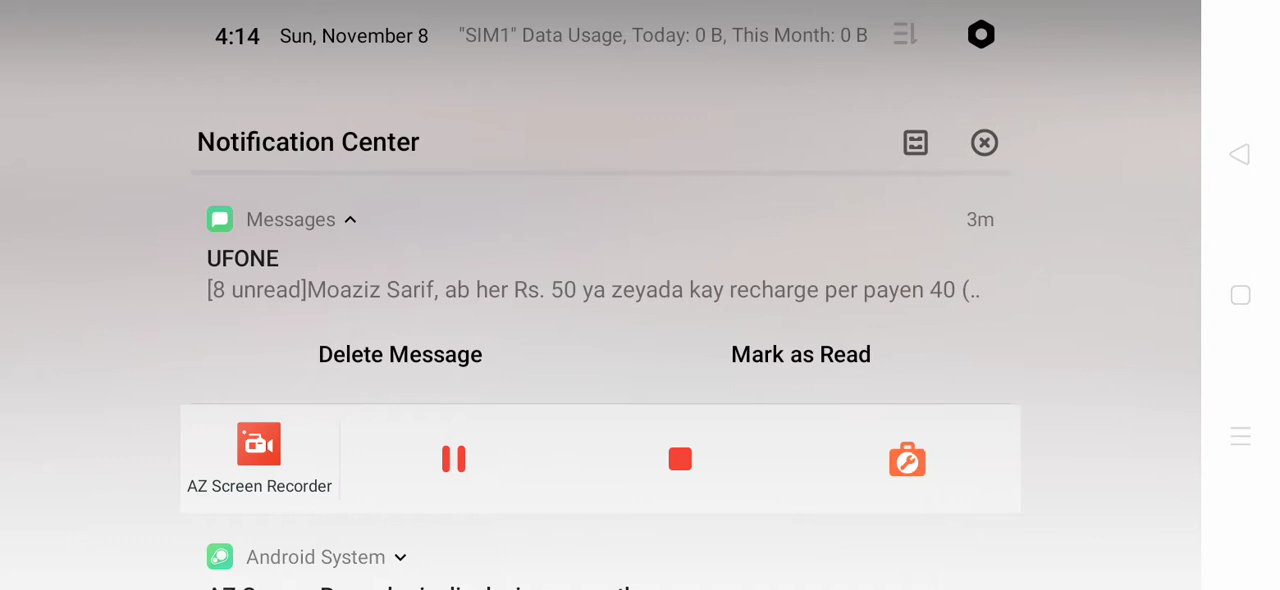 4:14 Sun, November 8 "SIM1" Data Usage, Today: 0 B, This Month: 0 B
Notification Center
Messages 3m
UFONE
[8 unread]Moaziz Sarif, ab her Rs. 50 ya zeyada kay recharge per payen 40 (..
Delete Message Mark as Read
AZ Screen Recorder
Android System